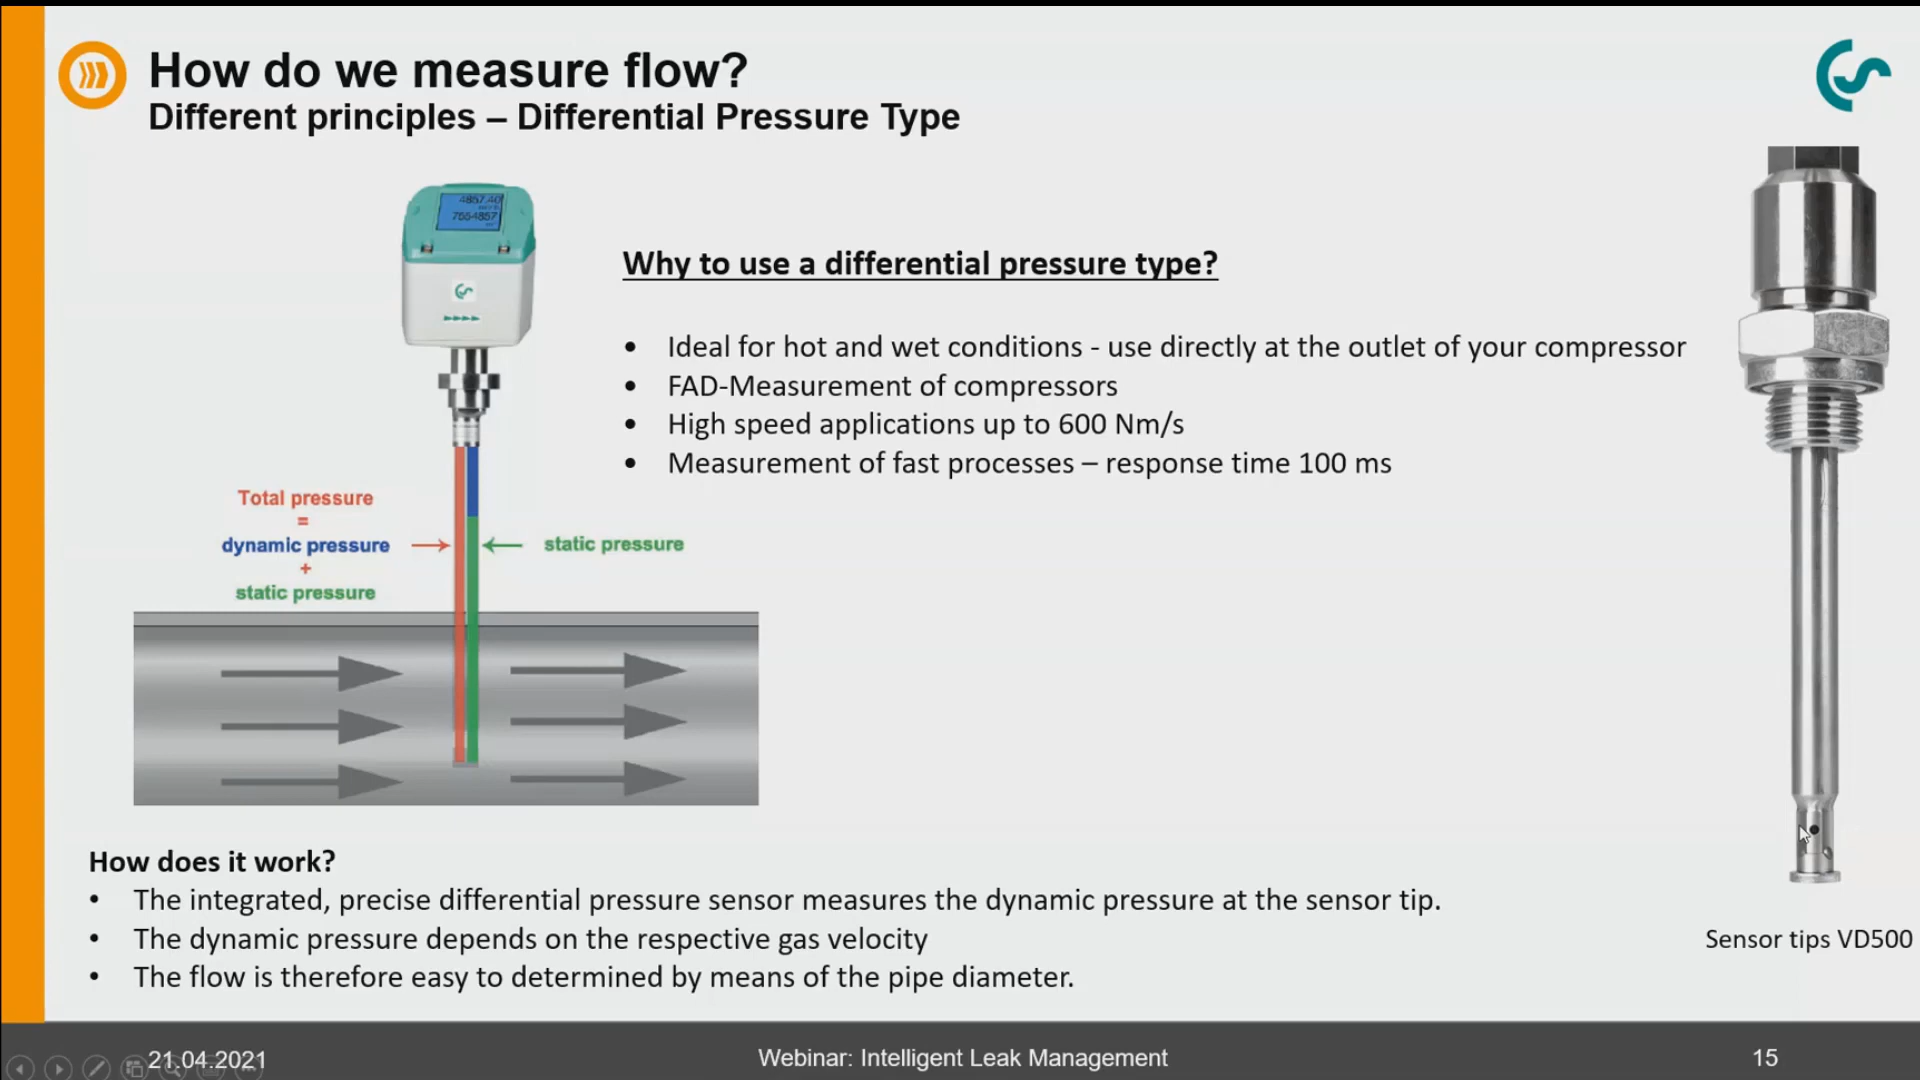 How do we measure flow?
Different principles – Differential Pressure Type
4857.40
7554857
Why to use a differential pressure type?
• Ideal for hot and wet conditions - use directly at the outlet of your compressor
• FAD-Measurement of compressors
• High speed applications up to 600 Nm/s
• Measurement of fast processes – response time 100 ms
Total pressure
=
dynamic pressure
+
static pressure
static pressure
How does it work?
• The integrated, precise differential pressure sensor measures the dynamic pressure at the sensor tip.
• The dynamic pressure depends on the respective gas velocity
• The flow is therefore easy to determined by means of the pipe diameter.
Sensor tips VD500
21.04.2021
Webinar: Intelligent Leak Management
15